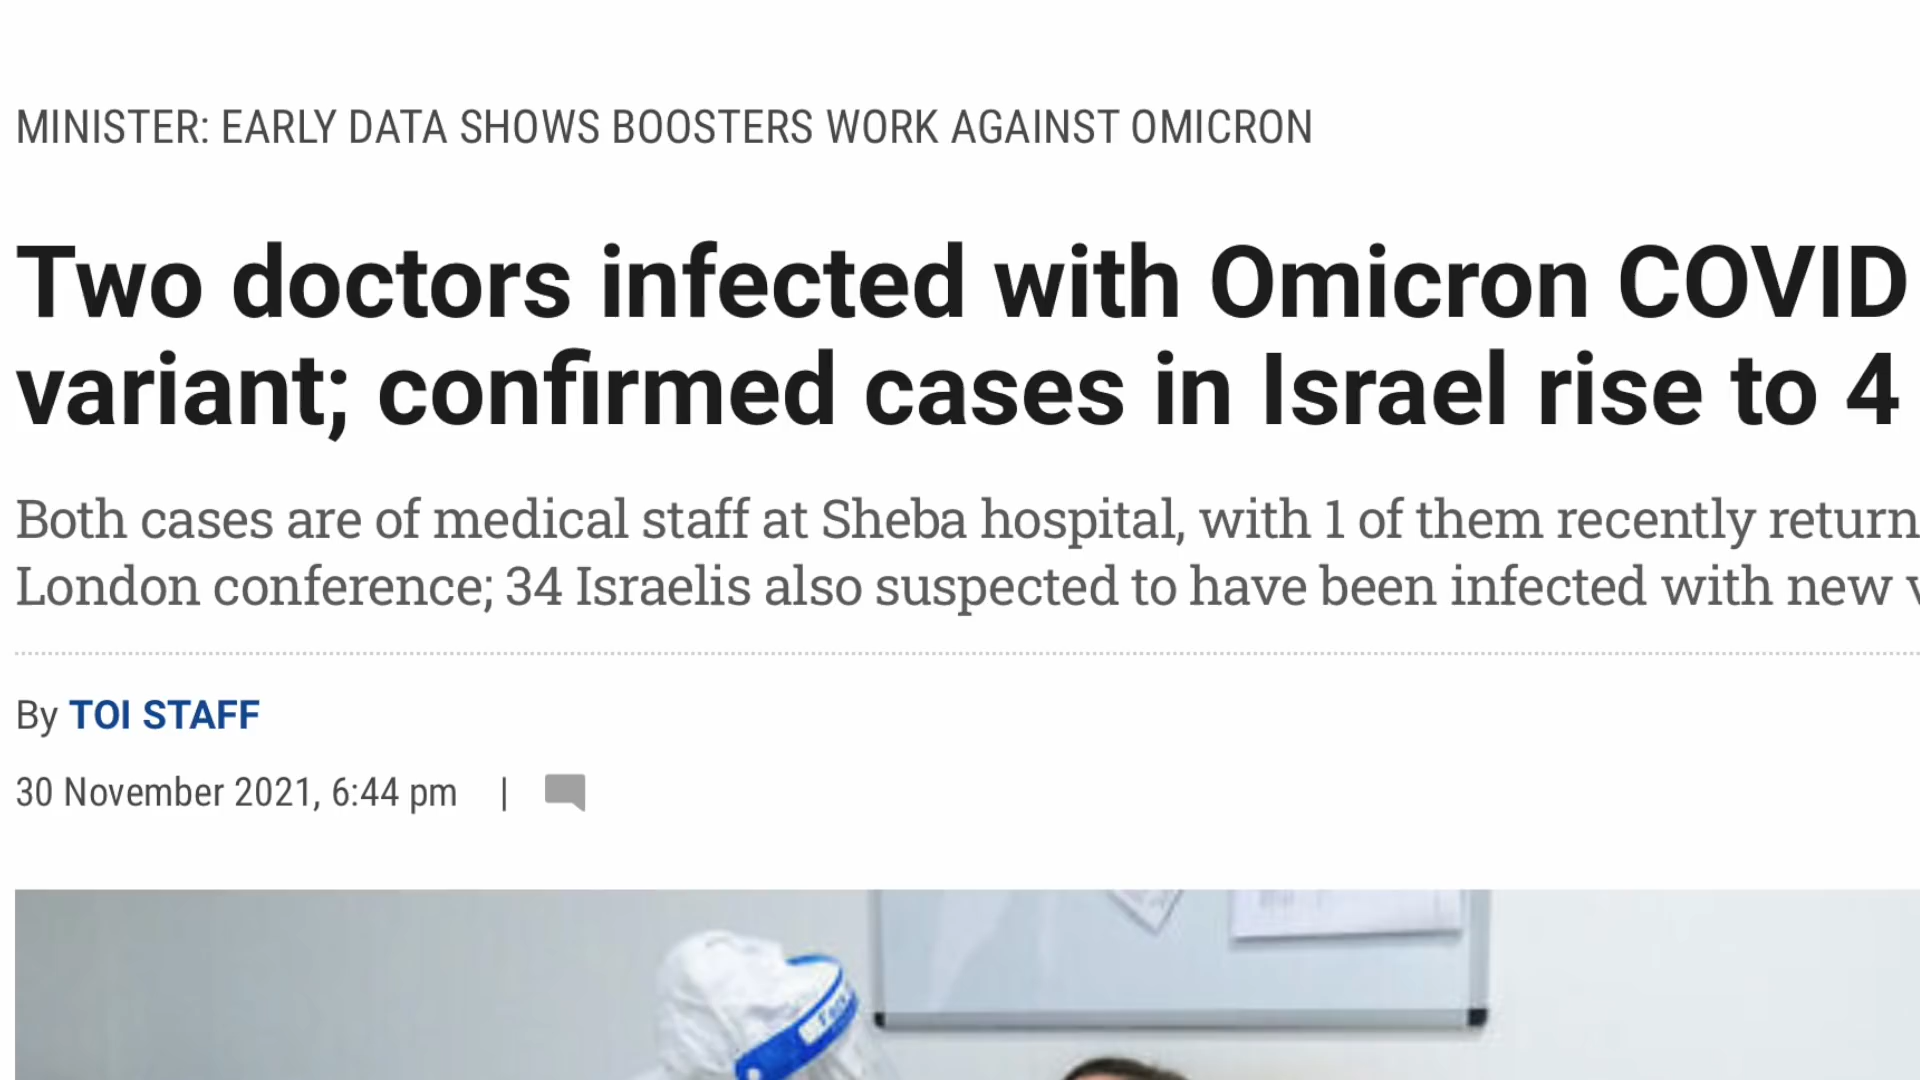 MINISTER: EARLY DATA SHOWS BOOSTERS WORK AGAINST OMICRON
Two doctors infected with Omicron COVID
variant; confirmed cases in Israel rise to 4
Both cases are of medical staff at Sheba hospital, with 1 of them recently return
London conference; 34 Israelis also suspected to have been infected with new
By TOI STAFF
30 November 2021, 6:44 pm |